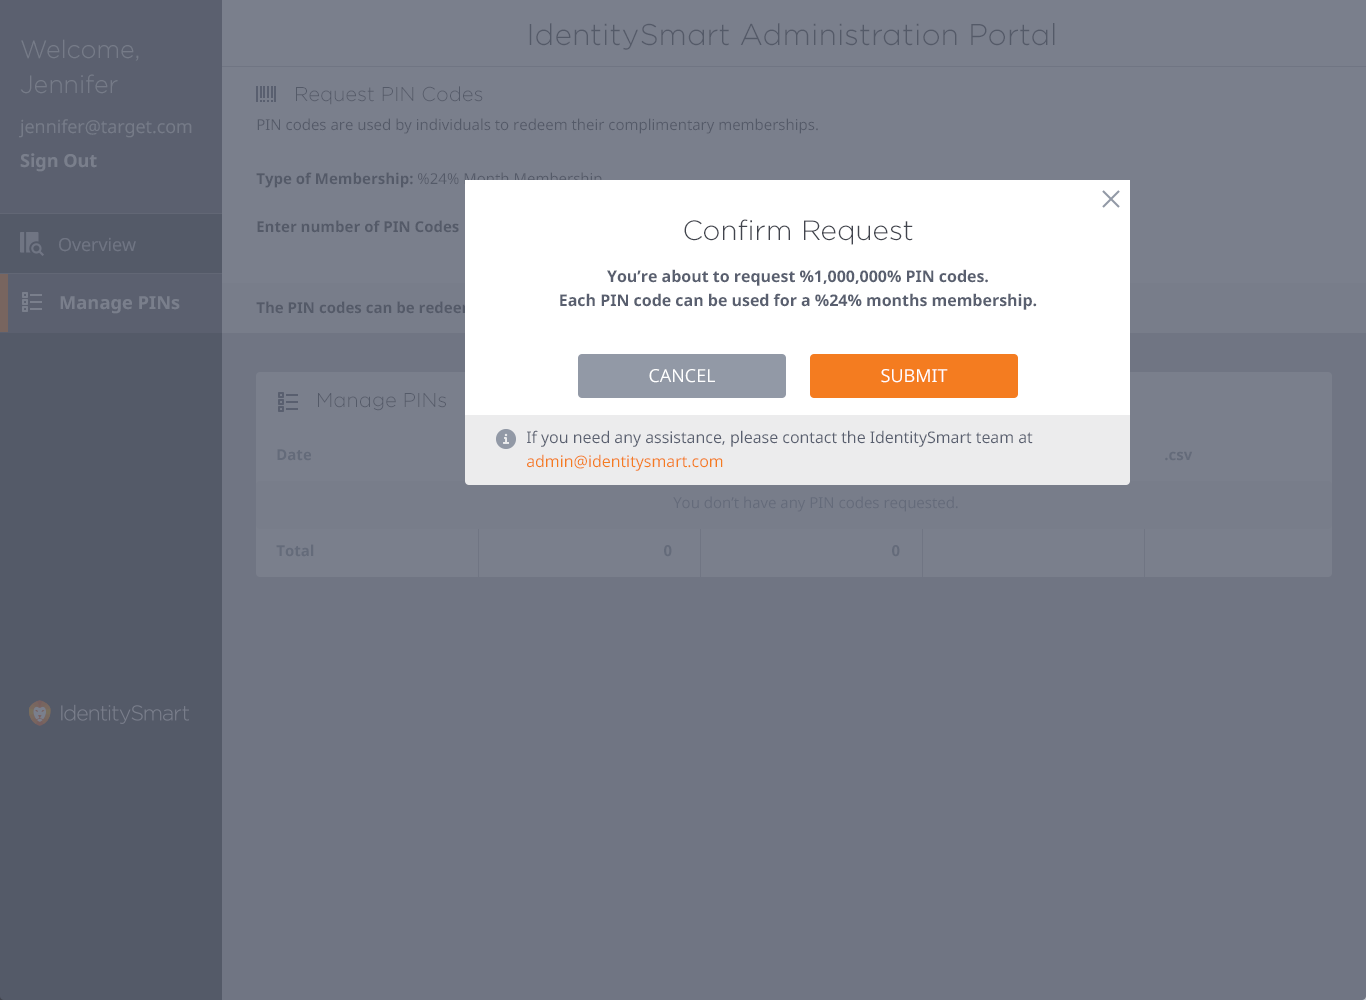 Welcome,
Jennifer
jennifer@target.com
Sign Out
Overview
Manage PINs
IdentitySmart
IdentitySmart Administration Portal
Request PIN Codes
PIN codes are used by individuals to redeem their complimentary memberships.
Type of Membership: %24% Month Membership
Enter number of PIN Codes
The PIN codes can be
Confirm Request
You’re about to request %1,000,000% PIN codes.
Each PIN code can be used for a %24% months membership.
CANCEL
SUBMIT
If you need any assistance, please contact the IdentitySmart team at
admin@identitysmart.com
Manage PINs
Date
.csv
You don’t have any PIN codes requested.
Total
0
0